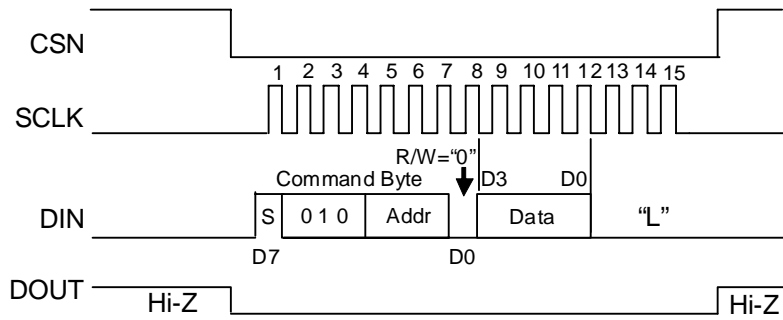 CSN
1 2 3 4 5 6 7 8 9 10 11 12 13 14 15
SCLK
R/W=“0”
Command Byte D3 D0
DIN S 0 1 0 Addr Data “L”
D7 D0
DOUT
Hi-Z Hi-Z